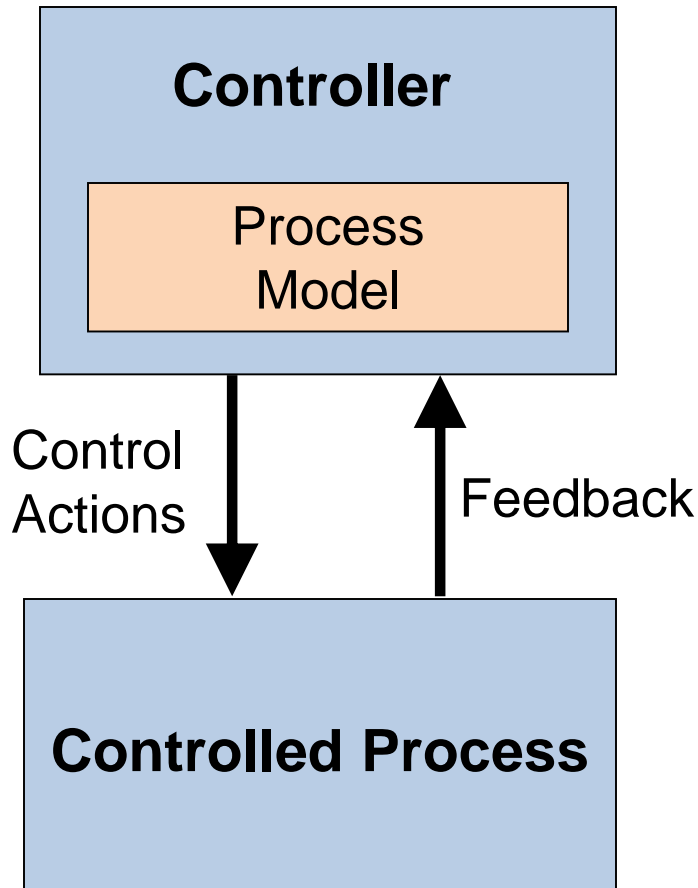 Controller
Process
Model
Control
Actions
Feedback
Controlled Process